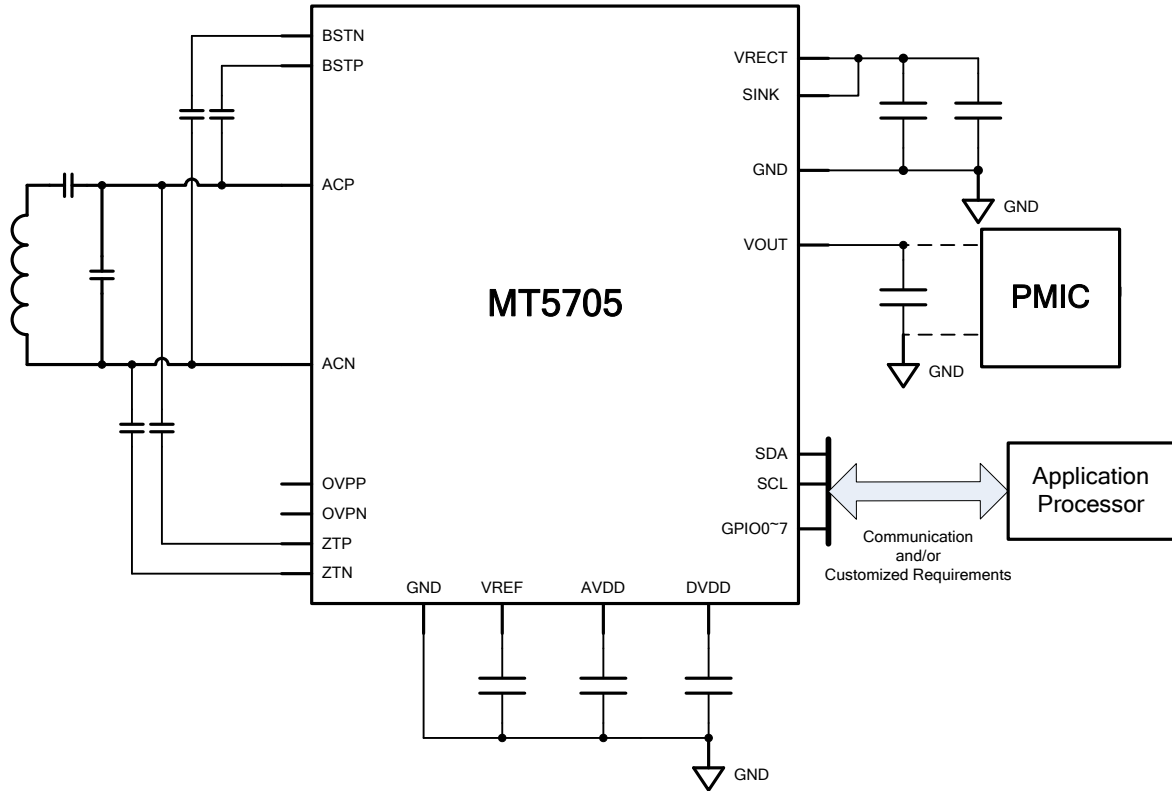 BSTN
BSTP
ACP
ACN
OVPP
OVPN
ZTP
ZTN
MT5705
VRECT
SINK
GND
VOUT
SDA
SCL
GPIO0~7
GND
VREF
AVDD
DVDD
GND
GND
PMIC
GND
Application
Processor
Communication
and/or
Customized Requirements